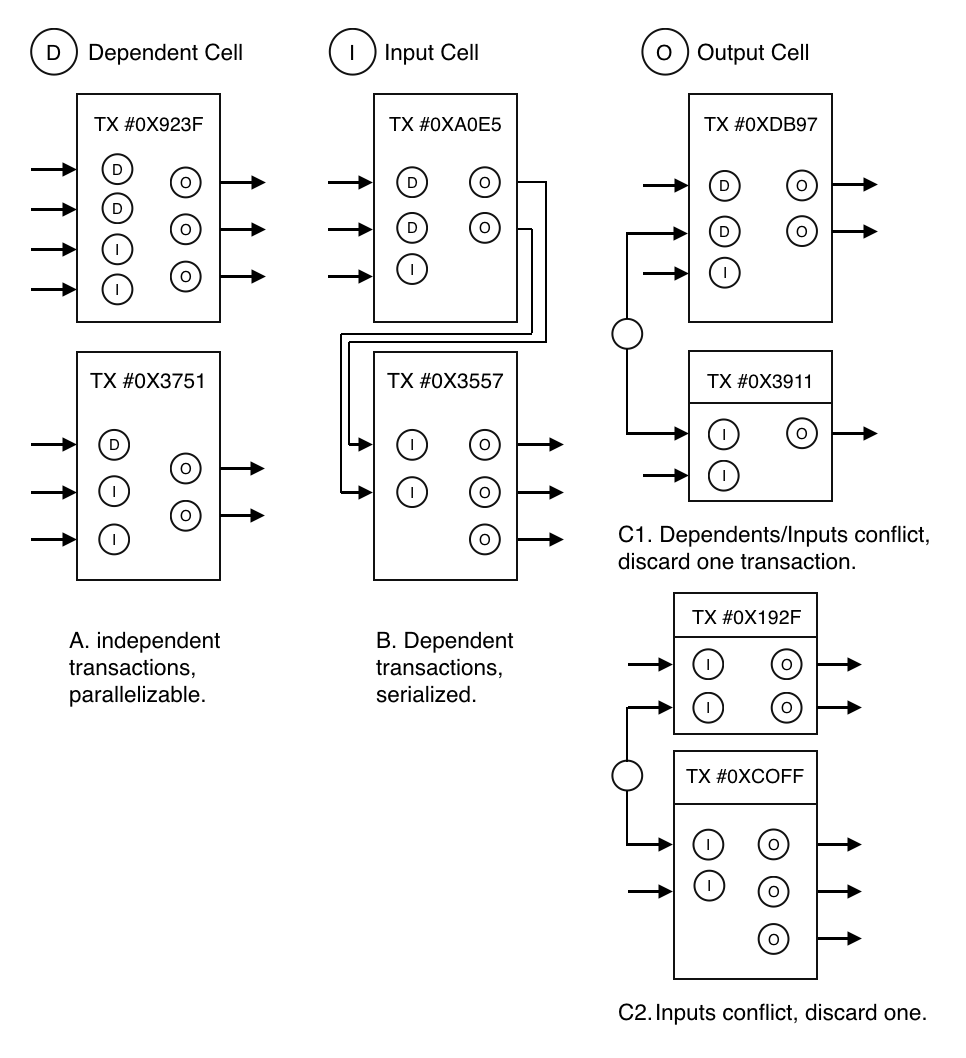 D Dependent Cell
I Input Cell
O Output Cell
TX #0X923F
D
D
I
I
O
O
O
TX #0X3751
D
I
I
O
O
A. independent
transactions,
parallelizable.
TX #0XA0E5
D
D
I
O
O
TX #0X3557
I
I
O
O
O
B. Dependent
transactions,
serialized.
TX #0XDB97
D
D
I
O
O
TX #0X3911
I
I
O
C1. Dependents/Inputs conflict,
discard one transaction.
TX #0X192F
I
I
O
O
TX #0XCOFF
I
I
O
O
O
C2. Inputs conflict, discard one.